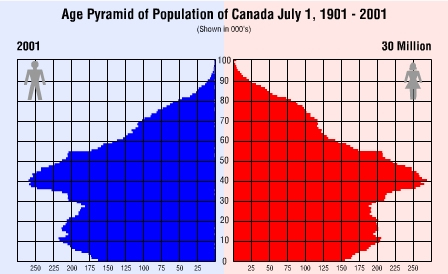 Age Pyramid of Population of Canada July 1, 1901 - 2001
(Shown in 000's)
2001
30 Million
100
90
80
70
60
50
40
30
20
10
0
250 225 200 175 150 125 100 75 50 25
25 50 75 100 125 150 175 200 225 250